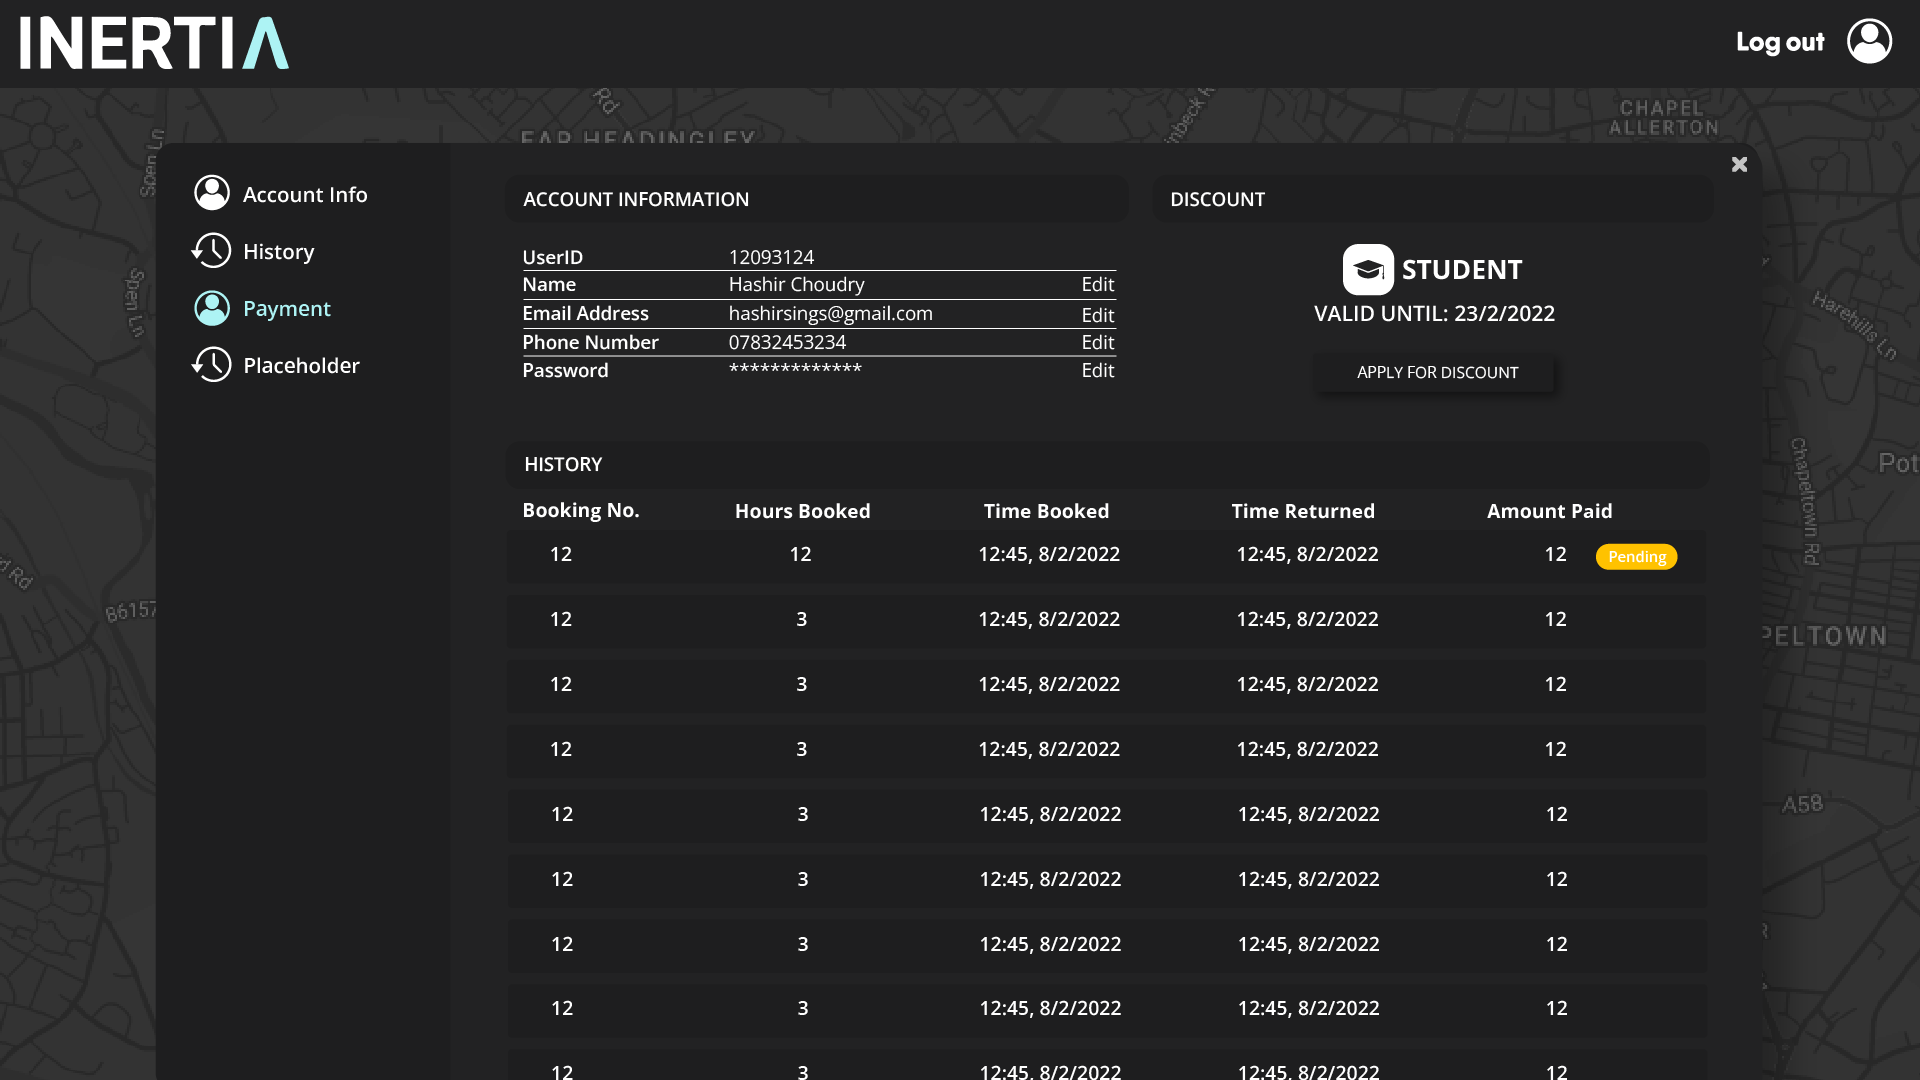 INERTIA
Log out
Rd
nbeck R
CHAPEL
ALLERTON
FAR HEADINGLEY
Spen Ln
Account Info
History
Payment
Placeholder
Spen Ln
ACCOUNT INFORMATION
UserID 12093124
Name Hashir Choudry Edit
Email Address hashirsings@gmail.com Edit
Phone Number 07832453234 Edit
Password ************* Edit
DISCOUNT
STUDENT
VALID UNTIL: 23/2/2022
APPLY FOR DISCOUNT
Harehills Ln
Chapeltown Rd
Pot
HISTORY
Booking No. Hours Booked Time Booked Time Returned Amount Paid
12 12 12:45, 8/2/2022 12:45, 8/2/2022 12 Pending
12 3 12:45, 8/2/2022 12:45, 8/2/2022 12
12 3 12:45, 8/2/2022 12:45, 8/2/2022 12
12 3 12:45, 8/2/2022 12:45, 8/2/2022 12
12 3 12:45, 8/2/2022 12:45, 8/2/2022 12
12 3 12:45, 8/2/2022 12:45, 8/2/2022 12
12 3 12:45, 8/2/2022 12:45, 8/2/2022 12
12 3 12:45, 8/2/2022 12:45, 8/2/2022 12
12 3 12:45, 8/2/2022 12:45, 8/2/2022 12
d Rd
B6157
PELTOWN
A58